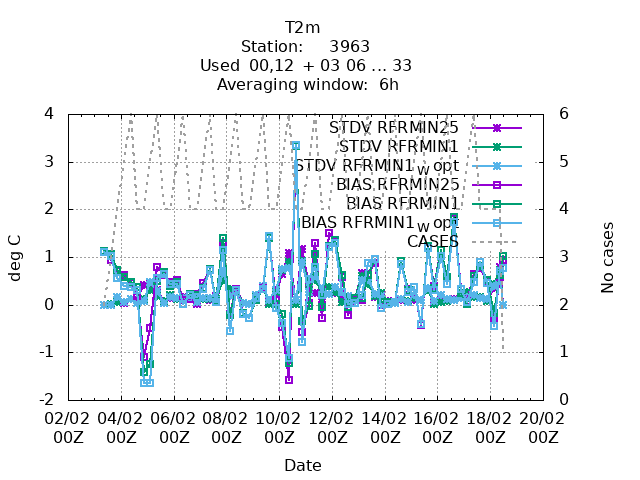 T2m
Station: 3963
Used 00,12 + 03 06 ... 33
Averaging window: 6h
deg C
4
3
2
1
0
-1
-2
6
5
4
3
2
1
0
No cases
STDV RFRMIN25
STDV RFRMIN1
STDV RFRMIN1_W opt
BIAS RFRMIN25
BIAS RFRMIN1
BIAS RFRMIN1_W opt
CASES
02/02 04/02 06/02 08/02 10/02 12/02 14/02 16/02 18/02 20/02
00Z 00Z 00Z 00Z 00Z 00Z 00Z 00Z 00Z 00Z
Date